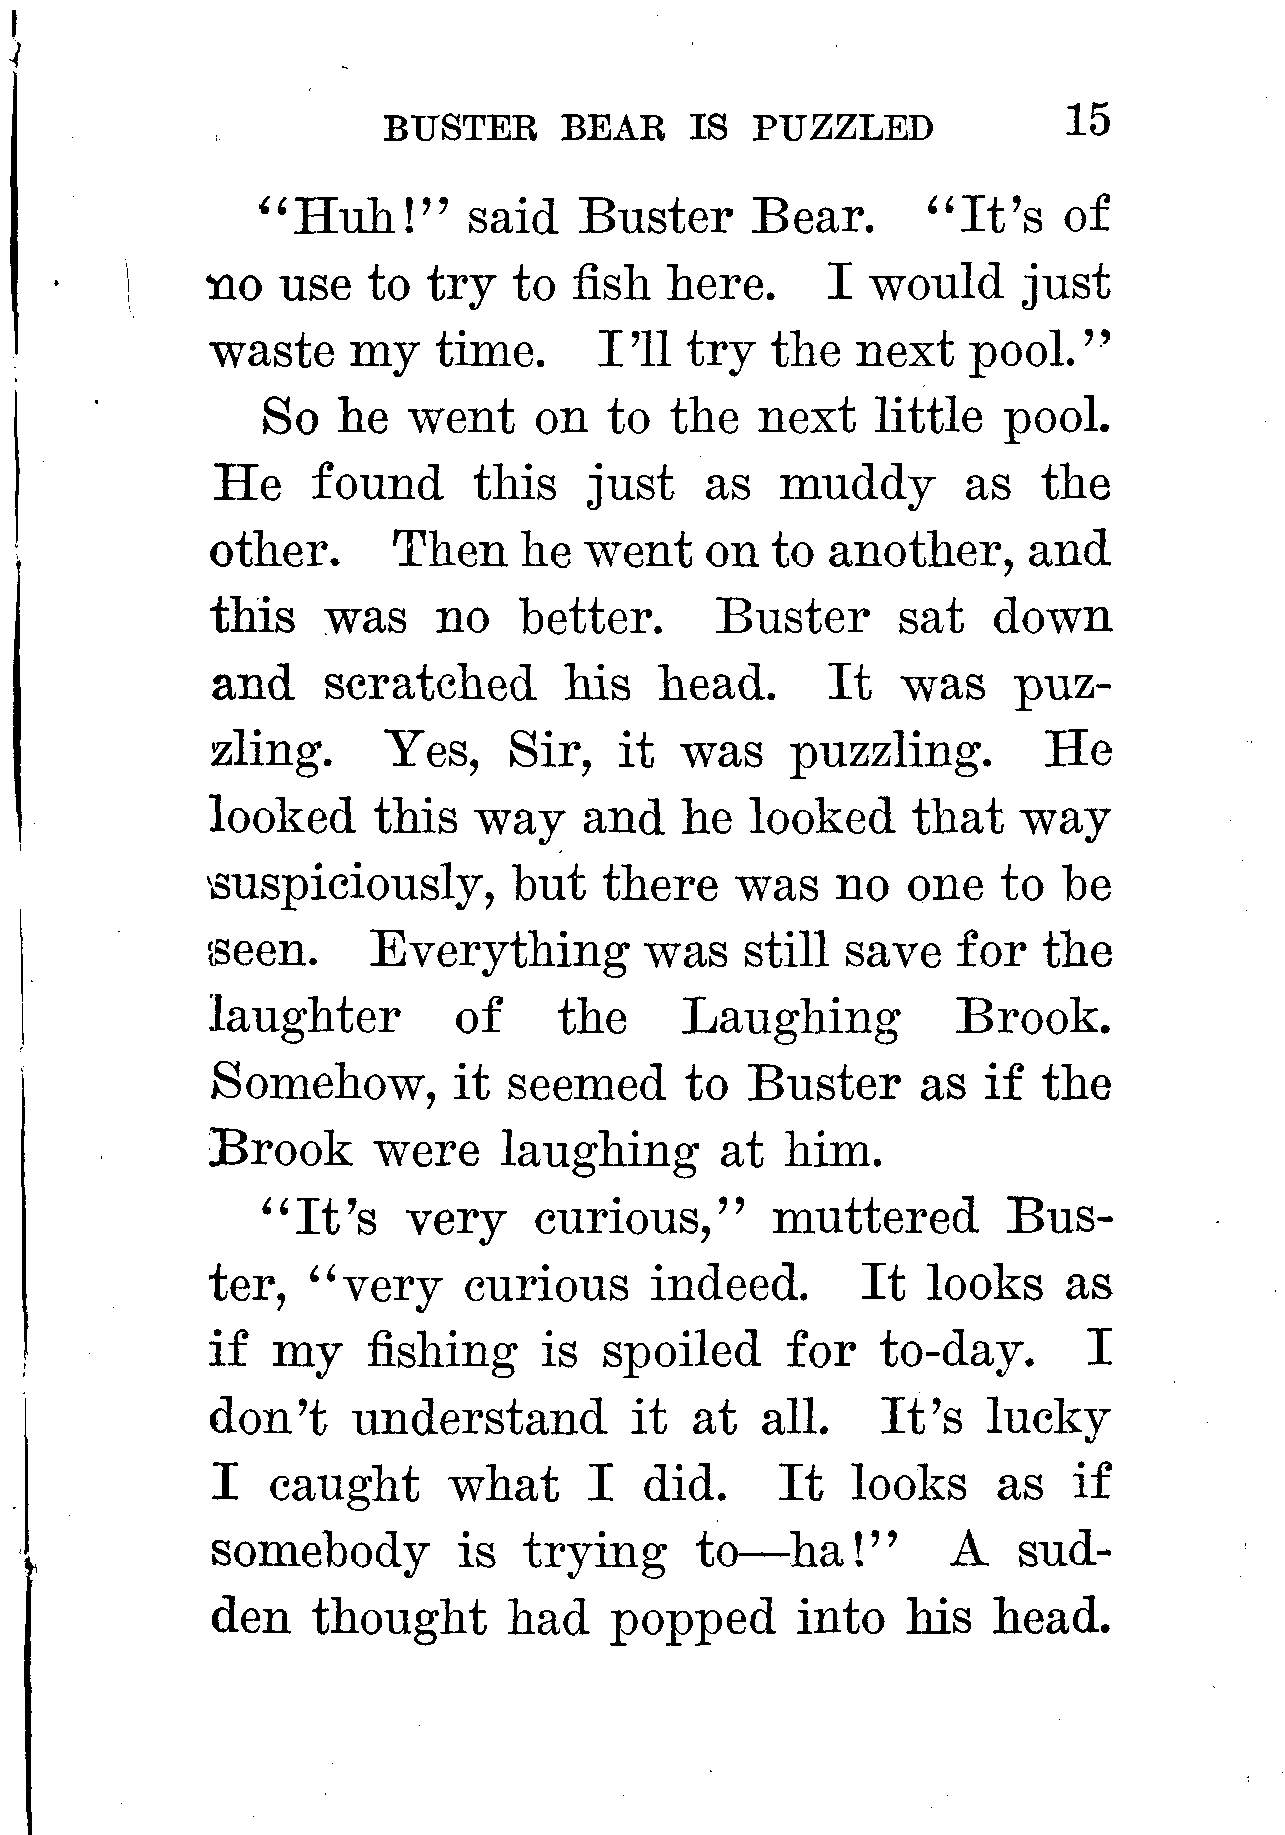 BUSTER BEAR IS PUZZLED 15
“Huh!” said Buster Bear. “It’s of
no use to try to fish here. I would just
waste my time. I’ll try the next pool.”
So he went on to the next little pool.
He found this just as muddy as the
other. Then he went on to another, and
this was no better. Buster sat down
and scratched his head. It was puz-
zling. Yes, Sir, it was puzzling. He
looked this way and he looked that way
suspiciously, but there was no one to be
seen. Everything was still save for the
laughter of the Laughing Brook.
Somehow, it seemed to Buster as if the
Brook were laughing at him.
“It’s very curious,” muttered Bus-
ter, “very curious indeed. It looks as
if my fishing is spoiled for to-day. I
don’t understand it at all. It’s lucky
I caught what I did. It looks as if
somebody is trying to—ha!” A sud-
den thought had popped into his head.